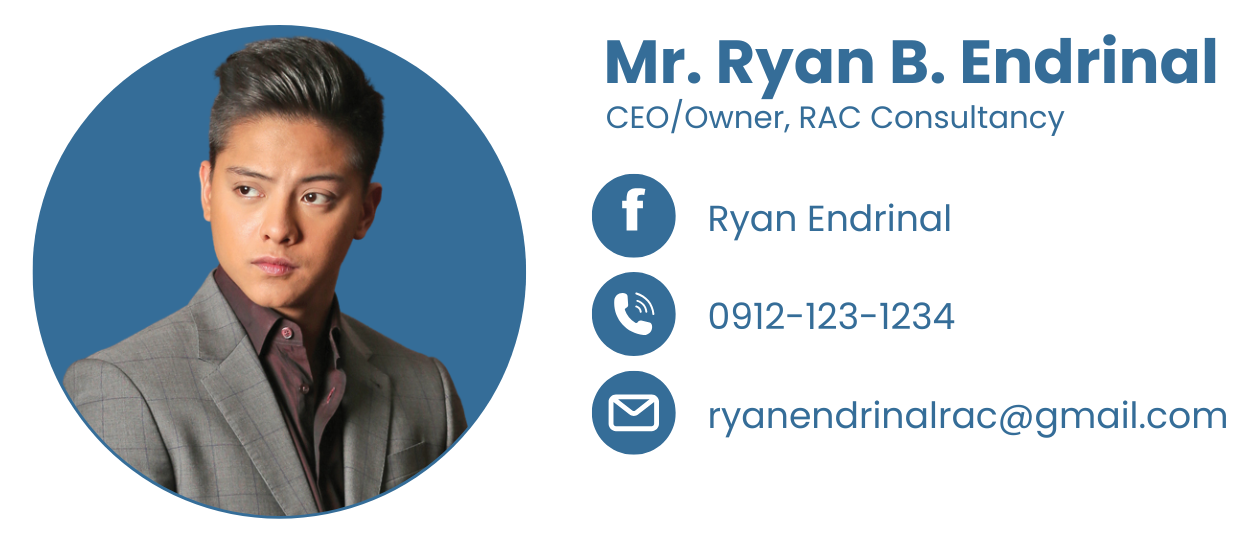 Mr. Ryan B. Endrinal
CEO/Owner, RAC Consultancy
f
Ryan Endrinal
0912-123-1234
ryanendrinalrac@gmail.com